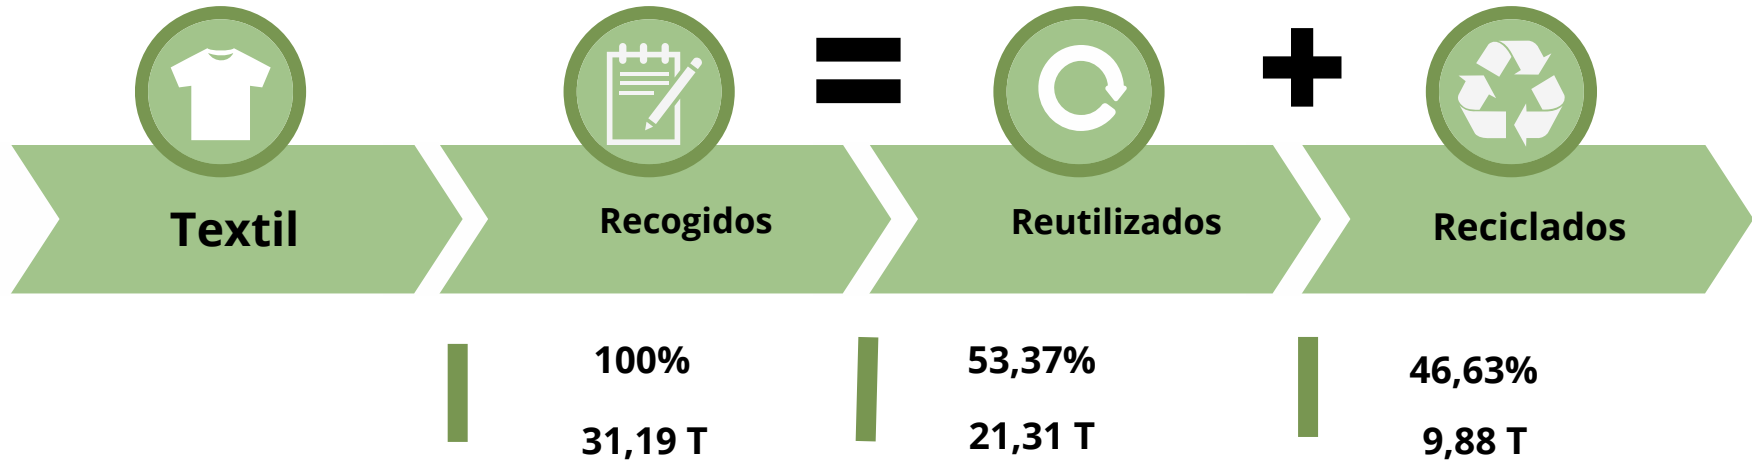 Textil
Recogidos
Reutilizados
Reciclados
100%
53,37%
46,63%
31,19 T
21,31 T
9,88 T